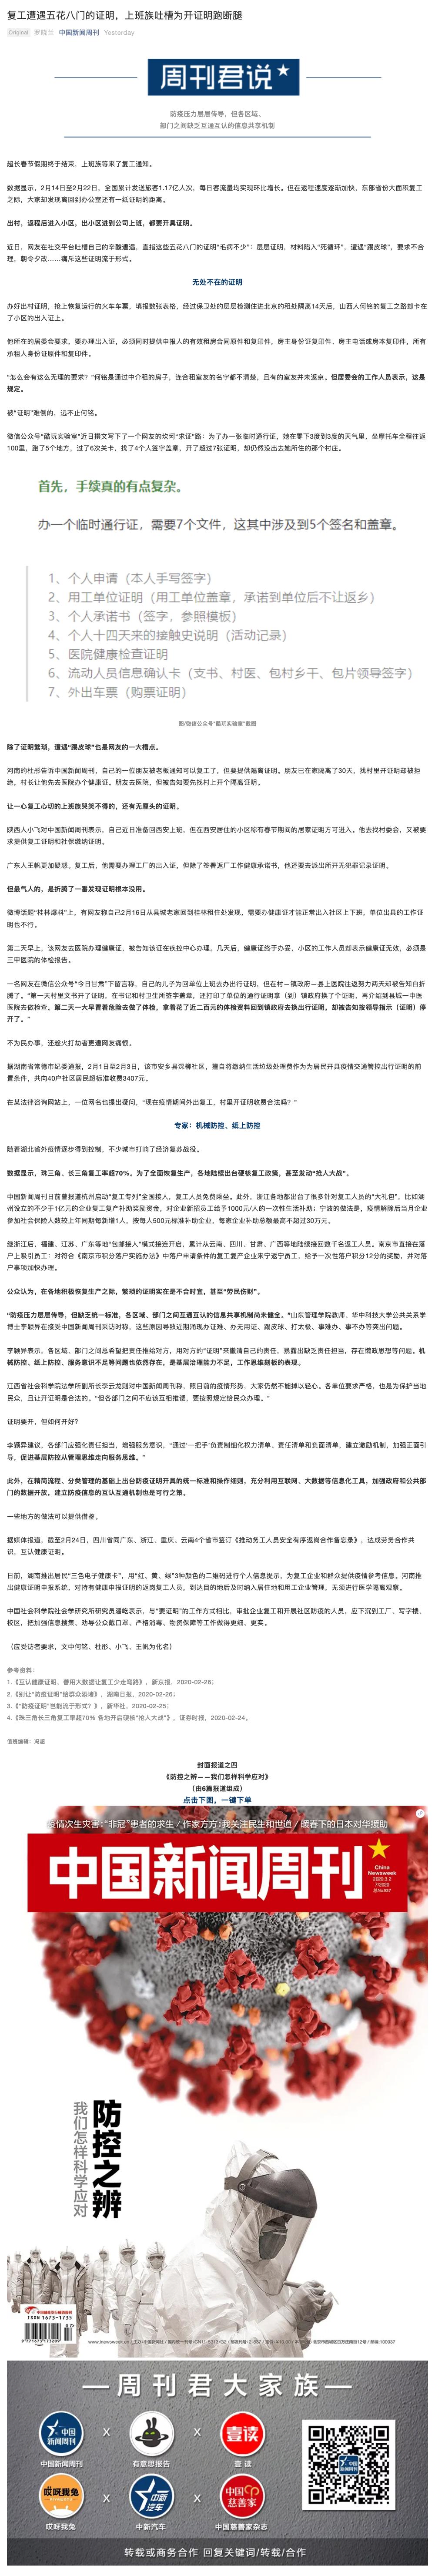 复工遭遇五花八门的证明，上班族吐槽为开证明跑断腿
Original 罗晓兰 中国新闻周刊 Yesterday
周刊君说
防疫压力层层传导，但各区域、
部门之间缺乏互通互认的信息共享机制
超长春节假期终于结束，上班族等来了复工通知。
数据显示，2月14日至2月22日，全国累计发送旅客1.17亿人次，每日客流量均实现环比增长。但在返程速度逐渐加快，东部省份大面积复工
之际，大家却发现离回到办公室还有一纸证明的距离。
出村，返程后进入小区，出小区进到公司上班，都要开具证明。
近日，网友在社交平台吐槽自己的辛酸遭遇，直指这些五花八门的证明“毛病不少”：层层证明，材料陷入“死循环”，遭遇“踢皮球”，要求不合
理，朝令夕改……痛斥这些证明流于形式。
无处不在的证明
办好出村证明，抢上恢复运行的火车车票，填报数张表格，经过保卫处的层层检测住进北京的租处隔离14天后，山西人何铭的复工之路却卡在
了小区的出入证上。
他所在的居委会要求，要办理出入证，必须同时提供申报人的有效租房合同原件和复印件，房主身份证复印件、房主电话或房本复印件，所有
承租人身份证原件和复印件。
“怎么会有这么无理的要求？”何铭是通过中介租的房子，连合租室友的名字都不清楚，且有的室友并未返京。但居委会的工作人员表示，这是
规定。
被“证明”难倒的，远不止何铭。
微信公众号“酷玩实验室”近日撰文写下了一个网友的坎坷“求证”路：为了办一张临时通行证，她在零下3度到3度的天气里，坐摩托车全程往返
100里，跑了5个地方，过了6次关卡，找了4个人签字盖章，开了超过7张证明，却仍然没出去她所住的那个村庄。
首先，手续真的有点复杂。
办一个临时通行证，需要7个文件，这其中涉及到5个签名和盖章。
1、个人申请（本人手写签字）
2、用工单位证明（用工单位盖章，承诺到单位后不让返乡）
3、个人承诺书（签字，参照模板）
4、个人十四天来的接触史说明（活动记录）
5、医院健康检查证明
6、流动人员信息确认卡（支书、村医、包村乡干、包片领导签字）
7、外出车票（购票证明）
图/微信公众号“酷玩实验室”截图
除了证明繁琐，遭遇“踢皮球”也是网友的一大槽点。
河南的杜彤告诉中国新闻周刊，自己的一位朋友被老板通知可以复工了，但要提供隔离证明。朋友已在家隔离了30天，找村里开证明却被拒
绝，村长让他先去医院办个健康证。朋友去医院，但被告知要先找村上开个隔离证明。
让一心复工心切的上班族哭笑不得的，还有无厘头的证明。
陕西人小飞对中国新闻周刊表示，自己近日准备回西安上班，但在西安居住的小区称有春节期间的居家证明方可进入。他去找村委会，又被要
求提供复工证明和社保缴纳证明。
广东人王帆更加疑惑。复工后，他需要办理工厂的出入证，但除了签署返厂工作健康承诺书，他还要去派出所开无犯罪记录证明。
但最气人的，是折腾了一番发现证明根本没用。
微博话题“桂林爆料”上，有网友称自己2月16日从县城老家回到桂林租住处发现，需要办健康证才能正常出入社区上下班，单位出具的工作证
明也不行。
第二天早上，该网友去医院办理健康证，被告知该证在疾控中心办理。几天后，健康证终于办妥，小区的工作人员却表示健康证无效，必须是
三甲医院的体检报告。
一名网友在微信公众号“今日甘肃”下留言称，自己的儿子为回单位上班去办出行证明，但在村—镇政府—县上医院往返努力两天却被告知白折
腾了。“第一天村里文书开了证明，在书记和村卫生所签字盖章，还打印了单位的通行证明拿（到）镇政府换了个证明，再介绍到县城一中医
医院去做检查。第二天一大早冒着危险去做了体检，拿着花了近二百元的体检资料回到镇政府去换出行证明，却被告知按领导指示（证明）停
开了。”
不为民办事，还趁火打劫者更遭网友痛恨。
据湖南省常德市纪委通报，2月1日至2月3日，该市安乡县深柳社区，擅自将缴纳生活垃圾处理费作为为居民开具疫情交通管控出行证明的前
置条件，共向40户社区居民超标准收费3407元。
在某法律咨询网站上，一位网名也提出疑问，“现在疫情期间外出复工，村里开证明收费合法吗？”
专家：机械防控、纸上防控
随着湖北省外疫情逐步得到控制，不少城市打响了经济复苏战役。
数据显示，珠三角、长三角复工率超70%。为了全面恢复生产，各地陆续出台硬核复工政策，甚至发动“抢人大战”。
中国新闻周刊日前曾报道杭州启动“复工专列”全国接人，复工人员免费乘坐。此外，浙江各地都出台了很多针对复工人员的“大礼包”，比如湖
州设立的不少于1亿元的企业复工复产补助奖励资金，对企业新招员工给予1000元/人的一次性生活补助；宁波的做法是，疫情解除后当月企业
参加社会保险人数较上年同期每新增1人，按每人500元标准补助企业，每家企业补助总额最高不超过30万元。
继浙江后，福建、江苏、广东等地“包邮接人”模式接连开启，累计从云南、四川、甘肃、广西等地陆续接回数千名返工人员。南京市直接在落
户上吸引员工：对符合《南京市积分落户实施办法》中落户申请条件的复工复产企业来宁返宁员工，给予一次性落户积分12分的奖励，并对落
户事项加快办理。
公众认为，在各地积极恢复生产之际，繁琐的证明实在是不合时宜，甚至“劳民伤财”。
“防疫压力层层传导，但缺乏统一标准，各区域、部门之间互通互认的信息共享机制尚未健全。”山东管理学院教师、华中科技大学公共关系学
博士李颖异在接受中国新闻周刊采访时称，这些原因导致近期涌现办证难、办无用证、踢皮球、打太极、事难办、事不办等突出问题。
李颖异表示，各区域、部门之间总希望把责任推给对方，用对方的“证明”来撇清自己的责任，暴露出缺乏责任担当，存在懒政思想等问题。机
械防控、纸上防控、服务意识不足等问题也依然存在，是基层治理能力不足，工作思维刻板的表现。
江西省社会科学院法学所副所长李云龙则对中国新闻周刊称，照目前的疫情形势，大家仍然不能掉以轻心。各单位要求严格，也是为保护当地
民众，且让开证明是合法的。“但各部门之间不应该互相推诿，要按照规定给民众办理。”
证明要开，但如何开好？
李颖异建议，各部门应强化责任担当，增强服务意识，“通过‘一把手’负责制细化权力清单、责任清单和负面清单，建立激励机制，加强正面引
导，促进基层防控从管理思维走向服务思维。”
此外，在精简流程、分类管理的基础上出台防疫证明开具的统一标准和操作细则，充分利用互联网、大数据等信息化工具，加强政府和公共部
门的数据开放，建立防疫信息的互认互通机制也是可行之策。
一些地方的做法可以提供借鉴。
据媒体报道，截至2月24日，四川省同广东、浙江、重庆、云南4个省市签订《推动务工人员安全有序返岗合作备忘录》，达成劳务合作共
识，互认健康证明。
日前，湖南推出居民“三色电子健康卡”，用“红、黄、绿”3种颜色的二维码进行个人信息提示，为复工企业和群众提供疫情参考信息。河南推
出健康证明申报系统，对持有健康申报证明的返岗复工人员，到达目的地后及时纳入居住地和用工企业管理，无须进行医学隔离观察。
中国社会科学院社会学研究所研究员潘屹表示，与“要证明”的工作方式相比，审批企业复工和开展社区防疫的人员，应下沉到工厂、写字楼、
校区，把加强信息搜集、劝导公众戴口罩、严格消毒、物资保障等工作做得更细、更实。
（应受访者要求，文中何铭、杜彤、小飞、王帆为化名）
参考资料：
1.《互认健康证明，善用大数据让复工少走弯路》，新京报，2020-02-26；
2.《别让“防疫证明”给群众添堵》，湖南日报，2020-02-26；
3.《“防疫证明”岂能流于形式？》，新华社，2020-02-25；
4.《珠三角长三角复工率超70% 各地开启硬核“抢人大战”》，证券时报，2020-02-24。
值班编辑：冯超
封面报道之四
《防控之辨——我们怎样科学应对》
（由6篇报道组成）
点击下图，一键下单
疫情次生灾害：“非冠”患者的求生／作家方方：我关注民生和世道／暖春下的日本对华援助
中国新闻周刊
China
Newsweek
2020.3.2
7/2020
总No.937
防控之辨
我们怎样科学应对
ISSN 1673-1735
周刊君大家族
中国新闻周刊 X 有意思报告 X 壹读
哎呀我兔 X 中新汽车 X 中国慈善家杂志
转载或商务合作 回复关键词/转载/合作